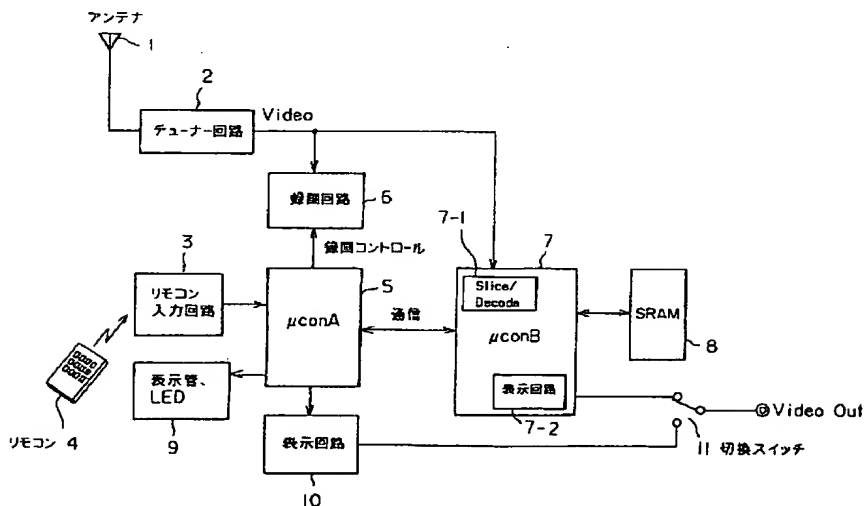 アンテナ
1
2
Video
チューナー回路
録画回路
6
7-1
録画コントロール
3
5
7
リモコン
入力回路
μconA
通信
Slice/
Decode
μconB
SRAM
8
表示管、
LED
9
表示回路
7-2
Video Out
リモコン 4
表示回路
10
11 切換スイッチ